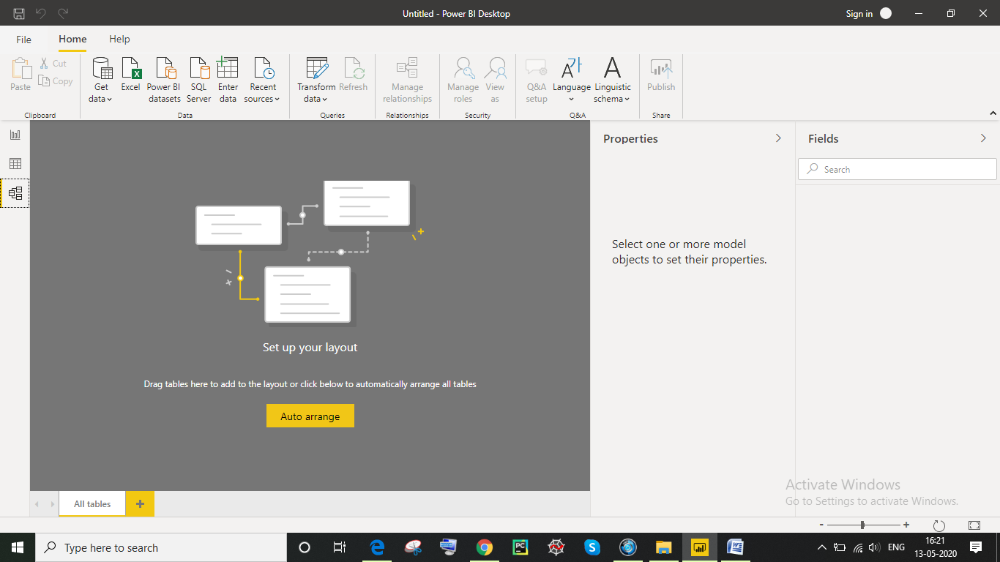 Untitled - Power BI Desktop
Sign in
File Home Help
Paste
Cut
Copy
Get data
Excel
Power BI datasets
SQL Server
Enter data
Recent sources
Transform data
Refresh
Manage relationships
Manage roles
View as
Q&A setup
Language
Linguistic schema
Publish
Clipboard Data Queries Relationships Security Q&A Share
Properties
Fields
Search
Select one or more model
objects to set their properties.
Set up your layout
Drag tables here to add to the layout or click below to automatically arrange all tables
Auto arrange
Activate Windows
Go to Settings to activate Windows.
All tables
Type here to search
PC
ENG
16:21
13-05-2020